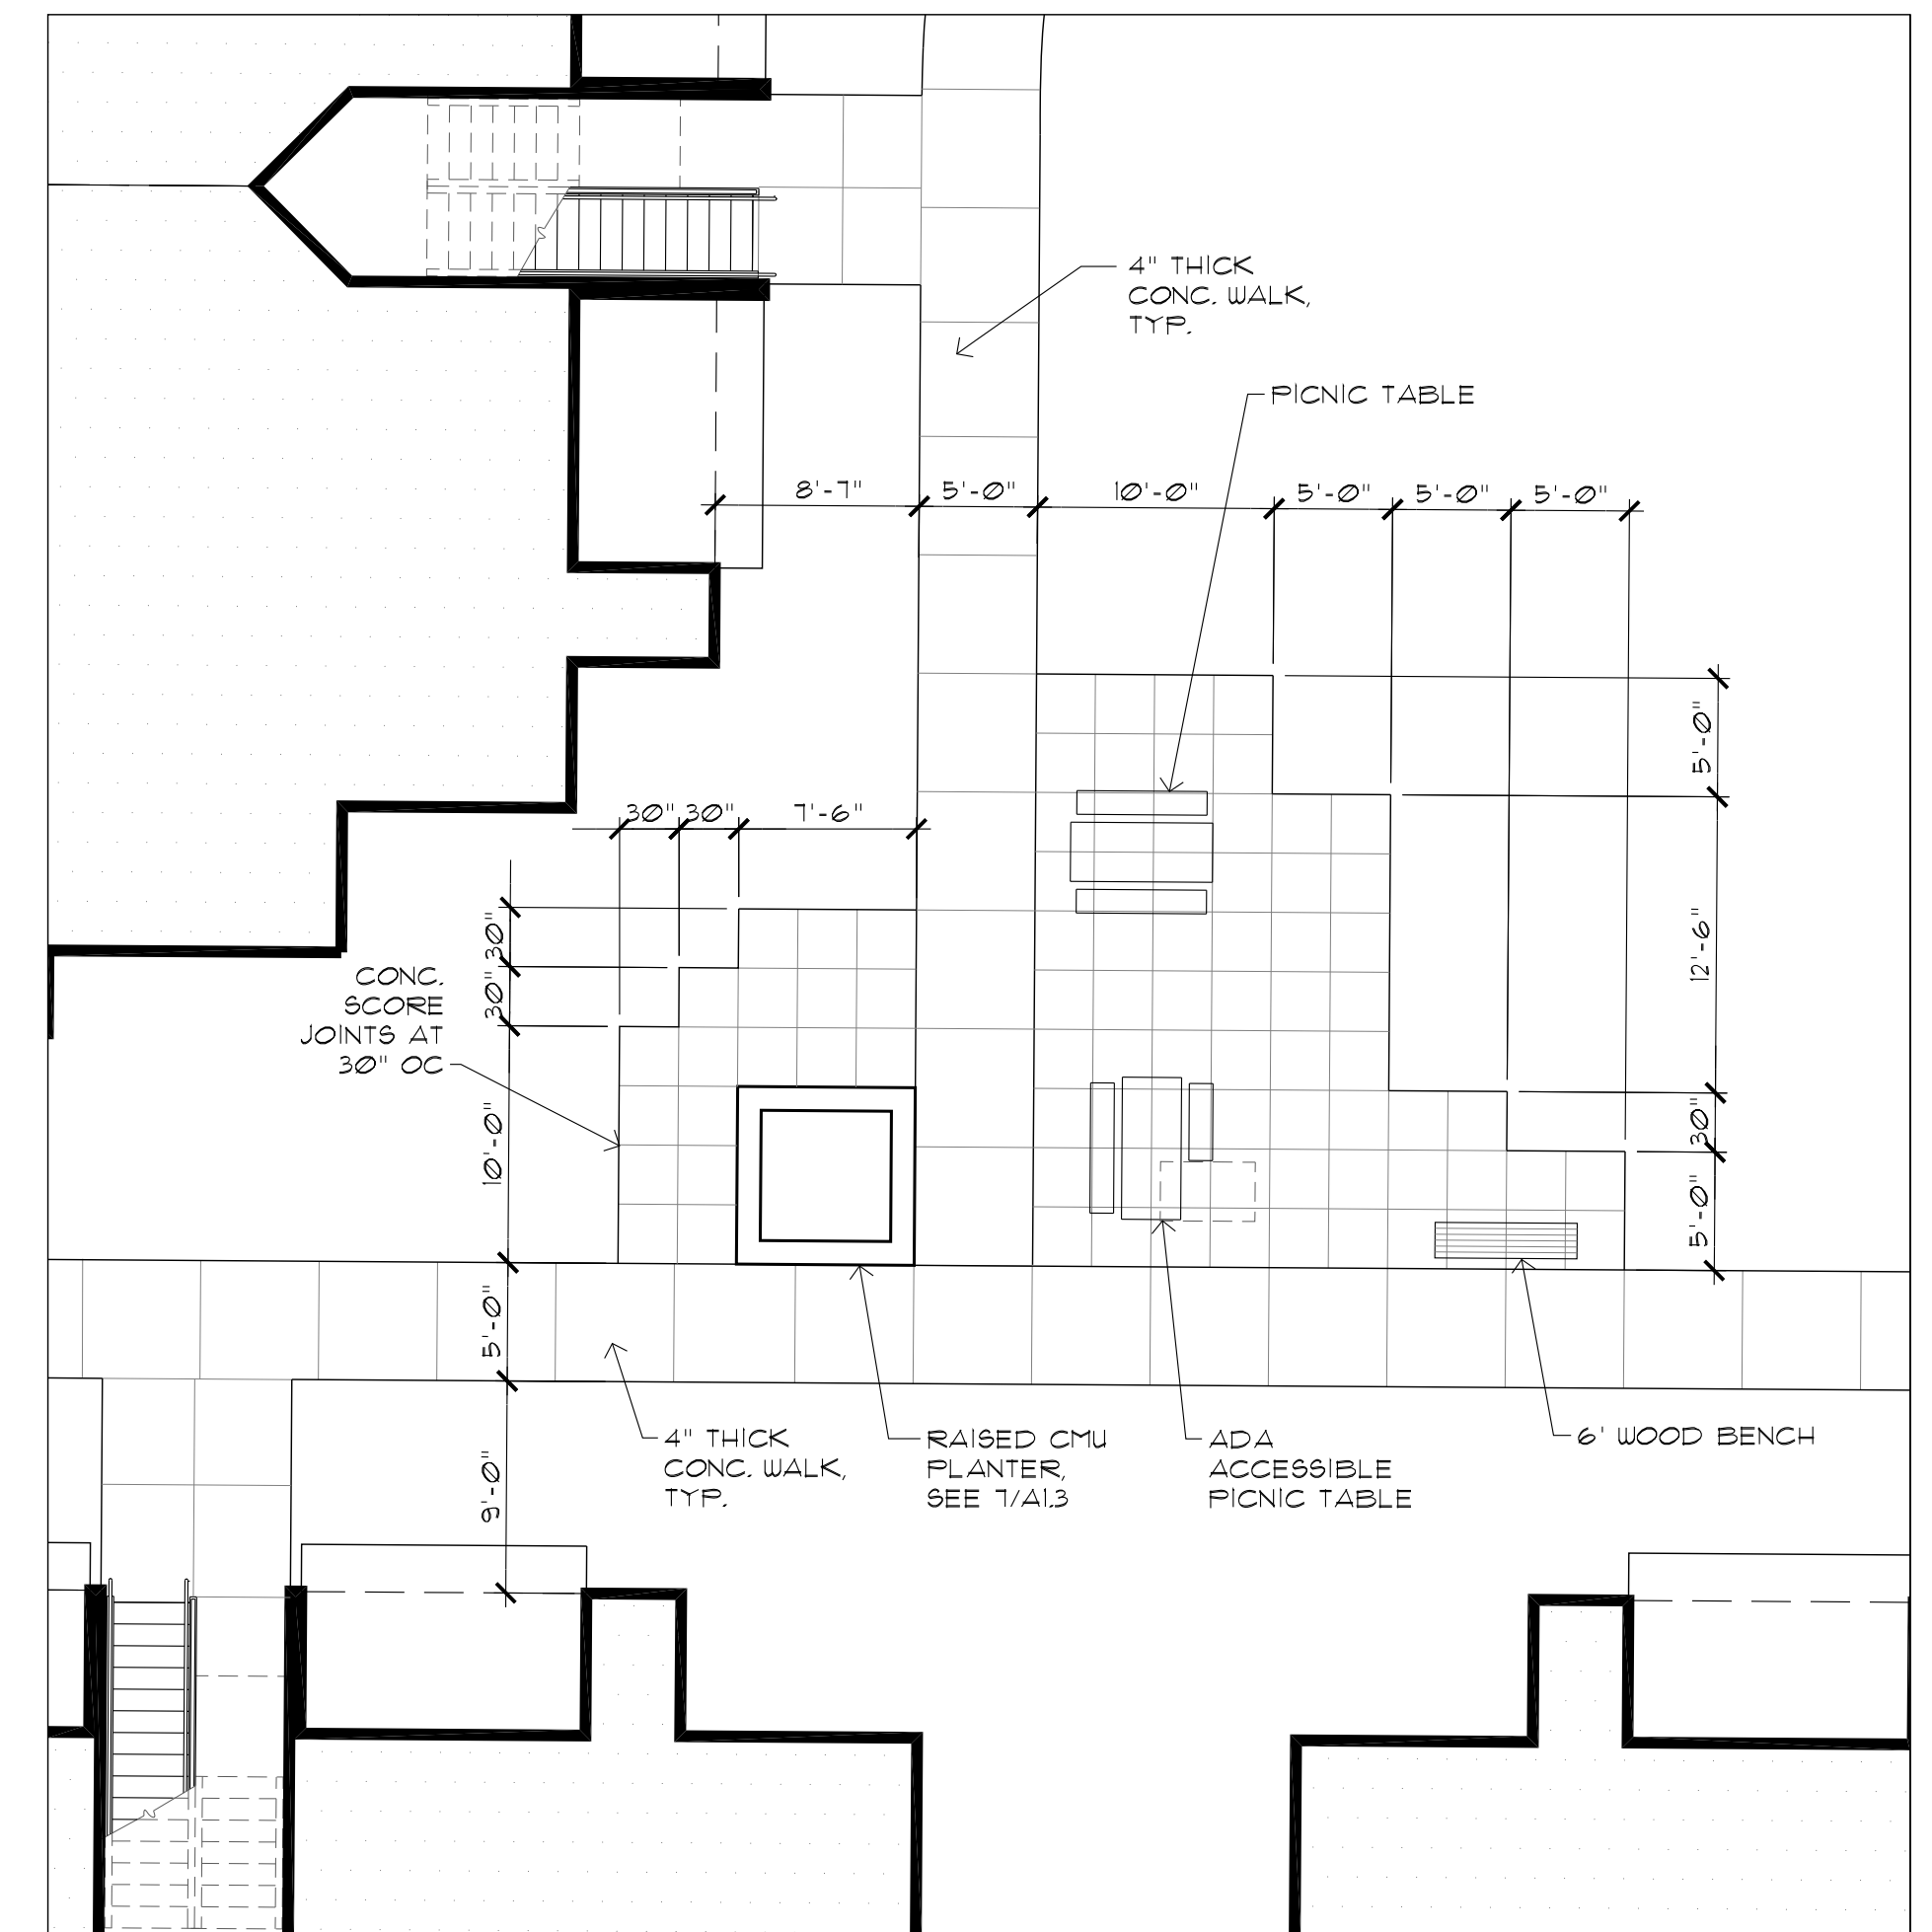 4" THICK
CONC. WALK,
TYP.
PICNIC TABLE
8'-7"
5'-0"
10'-0"
5'-0"
5'-0"
5'-0"
5'-0"
12'-6"
30"
5'-0"
30"
30"
7'-6"
30"
30"
10'-0"
5'-0"
9'-0"
CONC.
SCORE
JOINTS AT
30" OC
4" THICK
CONC. WALK,
TYP.
RAISED CMU
PLANTER,
SEE 7/A1.3
ADA
ACCESSIBLE
PICNIC TABLE
6' WOOD BENCH